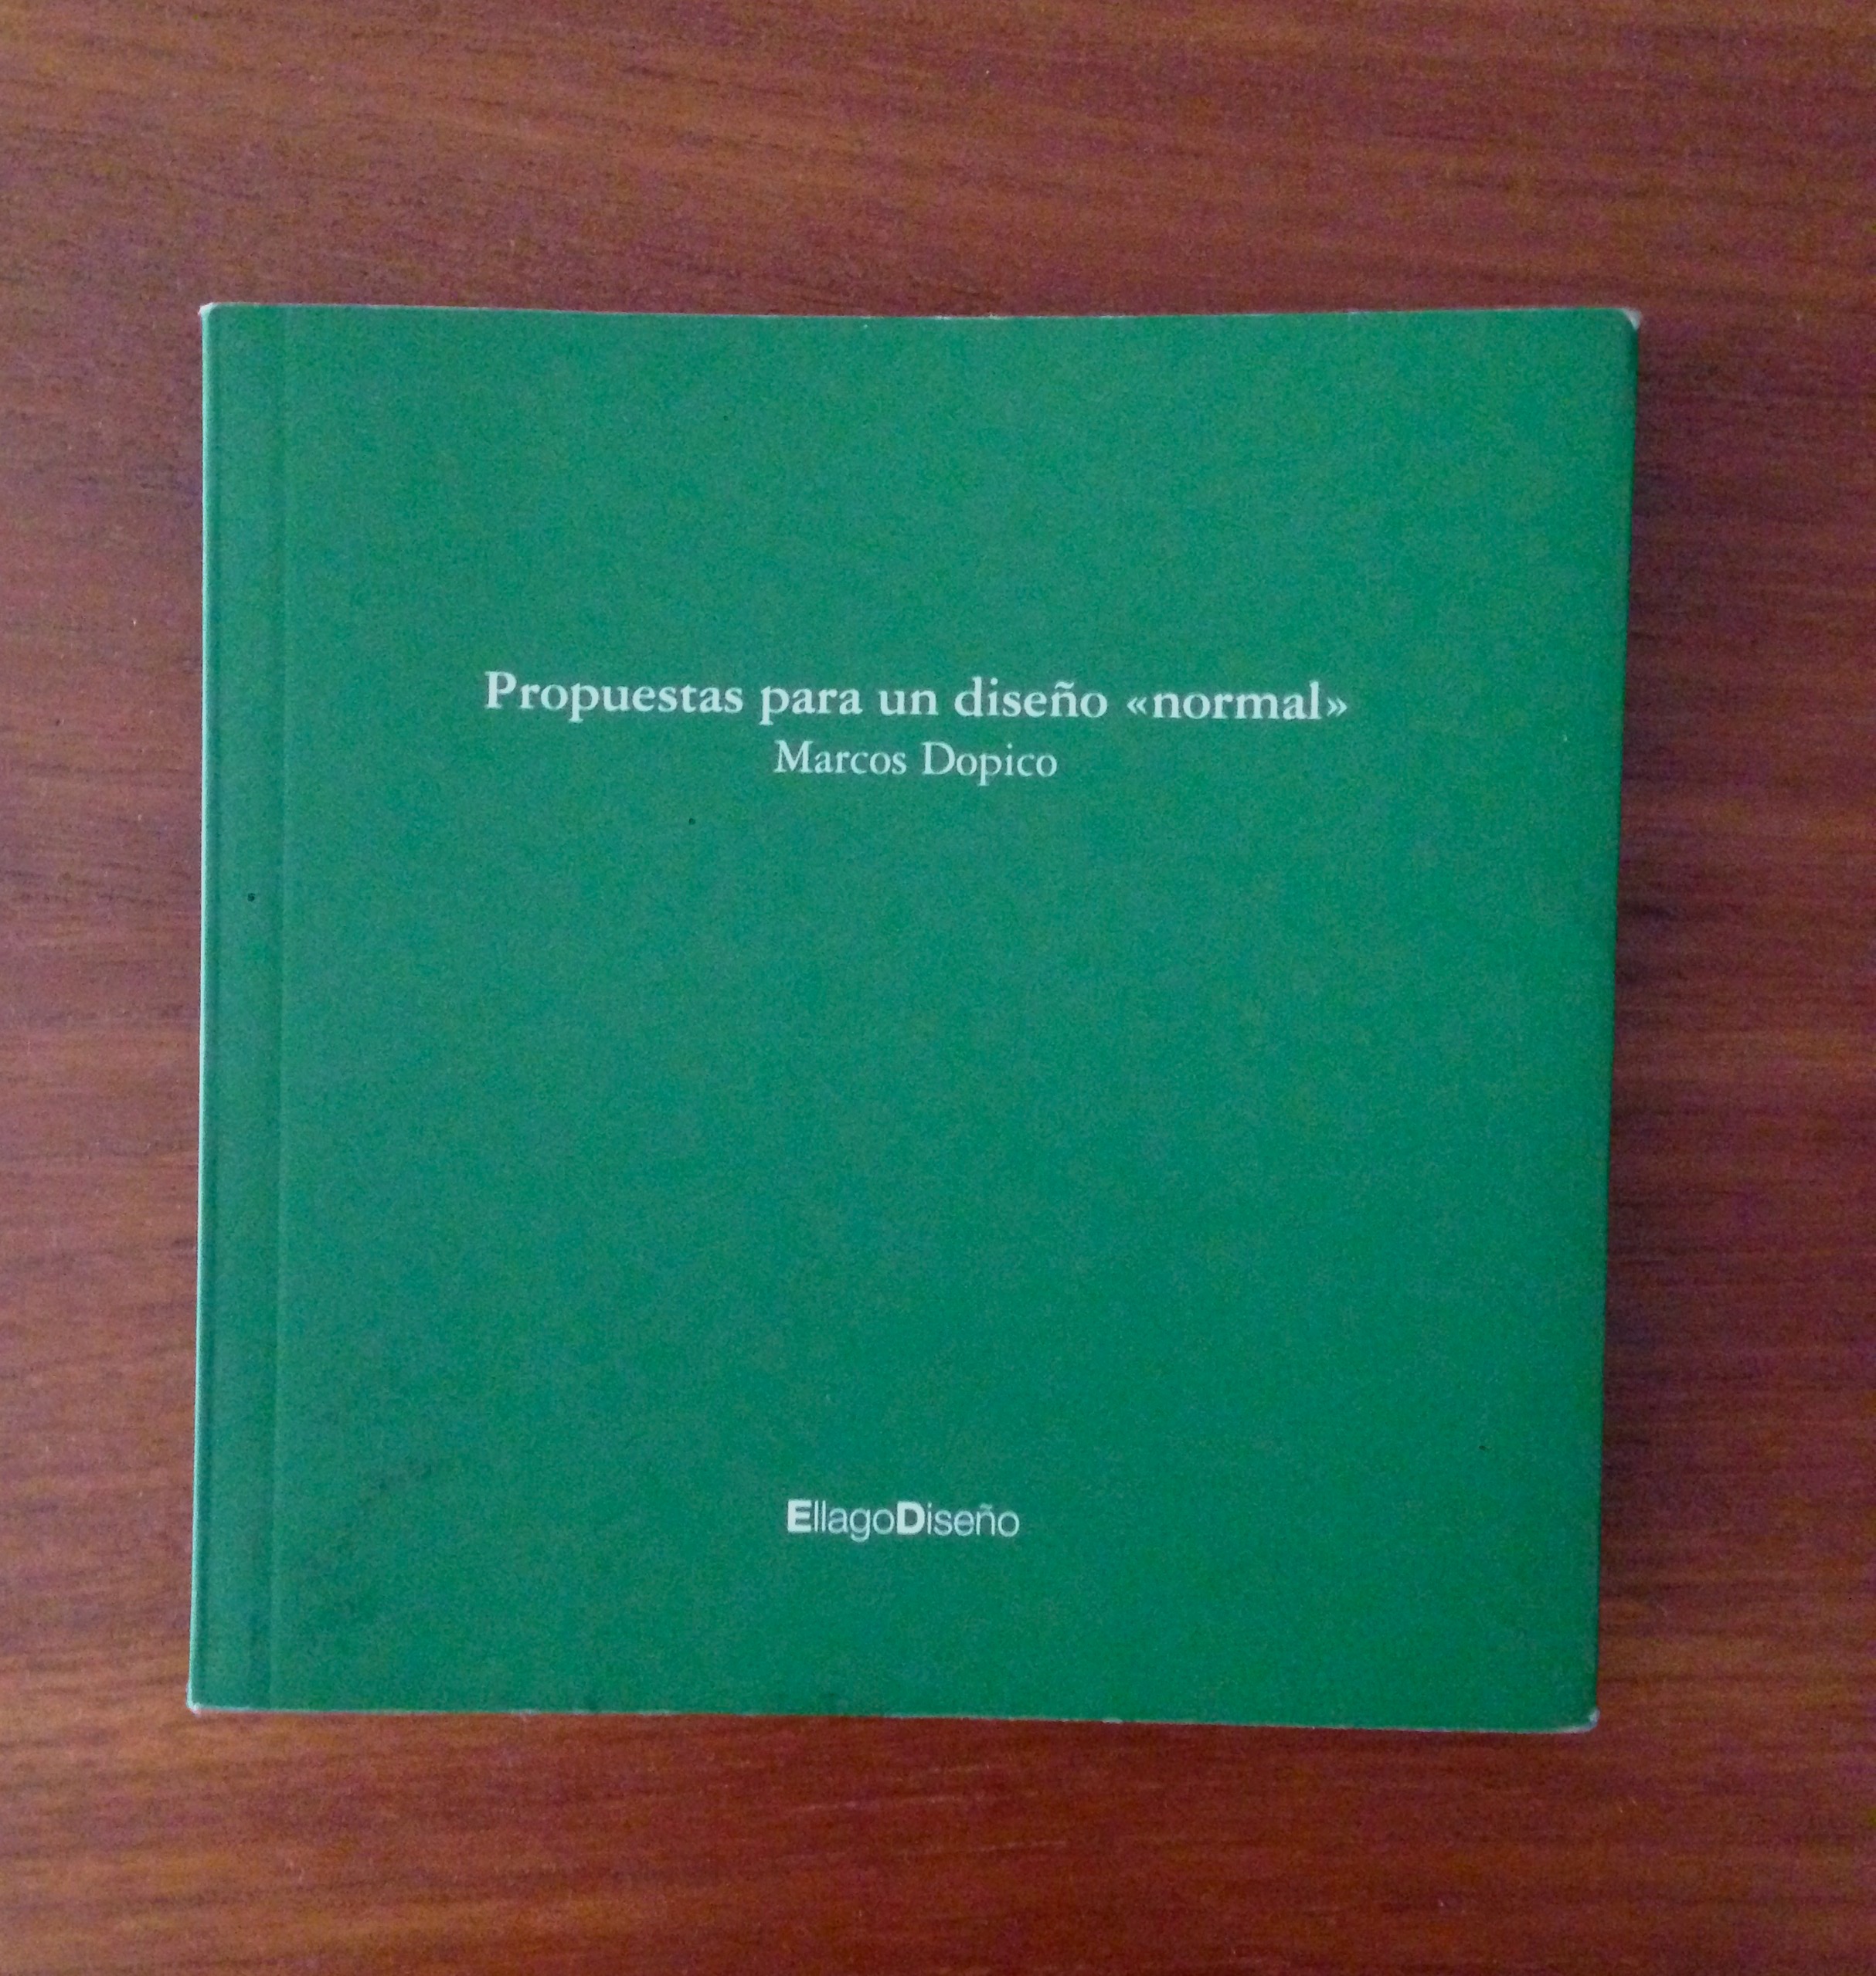 Propuestas para un diseño «normal»
Marcos Dopico
EllagoDiseño